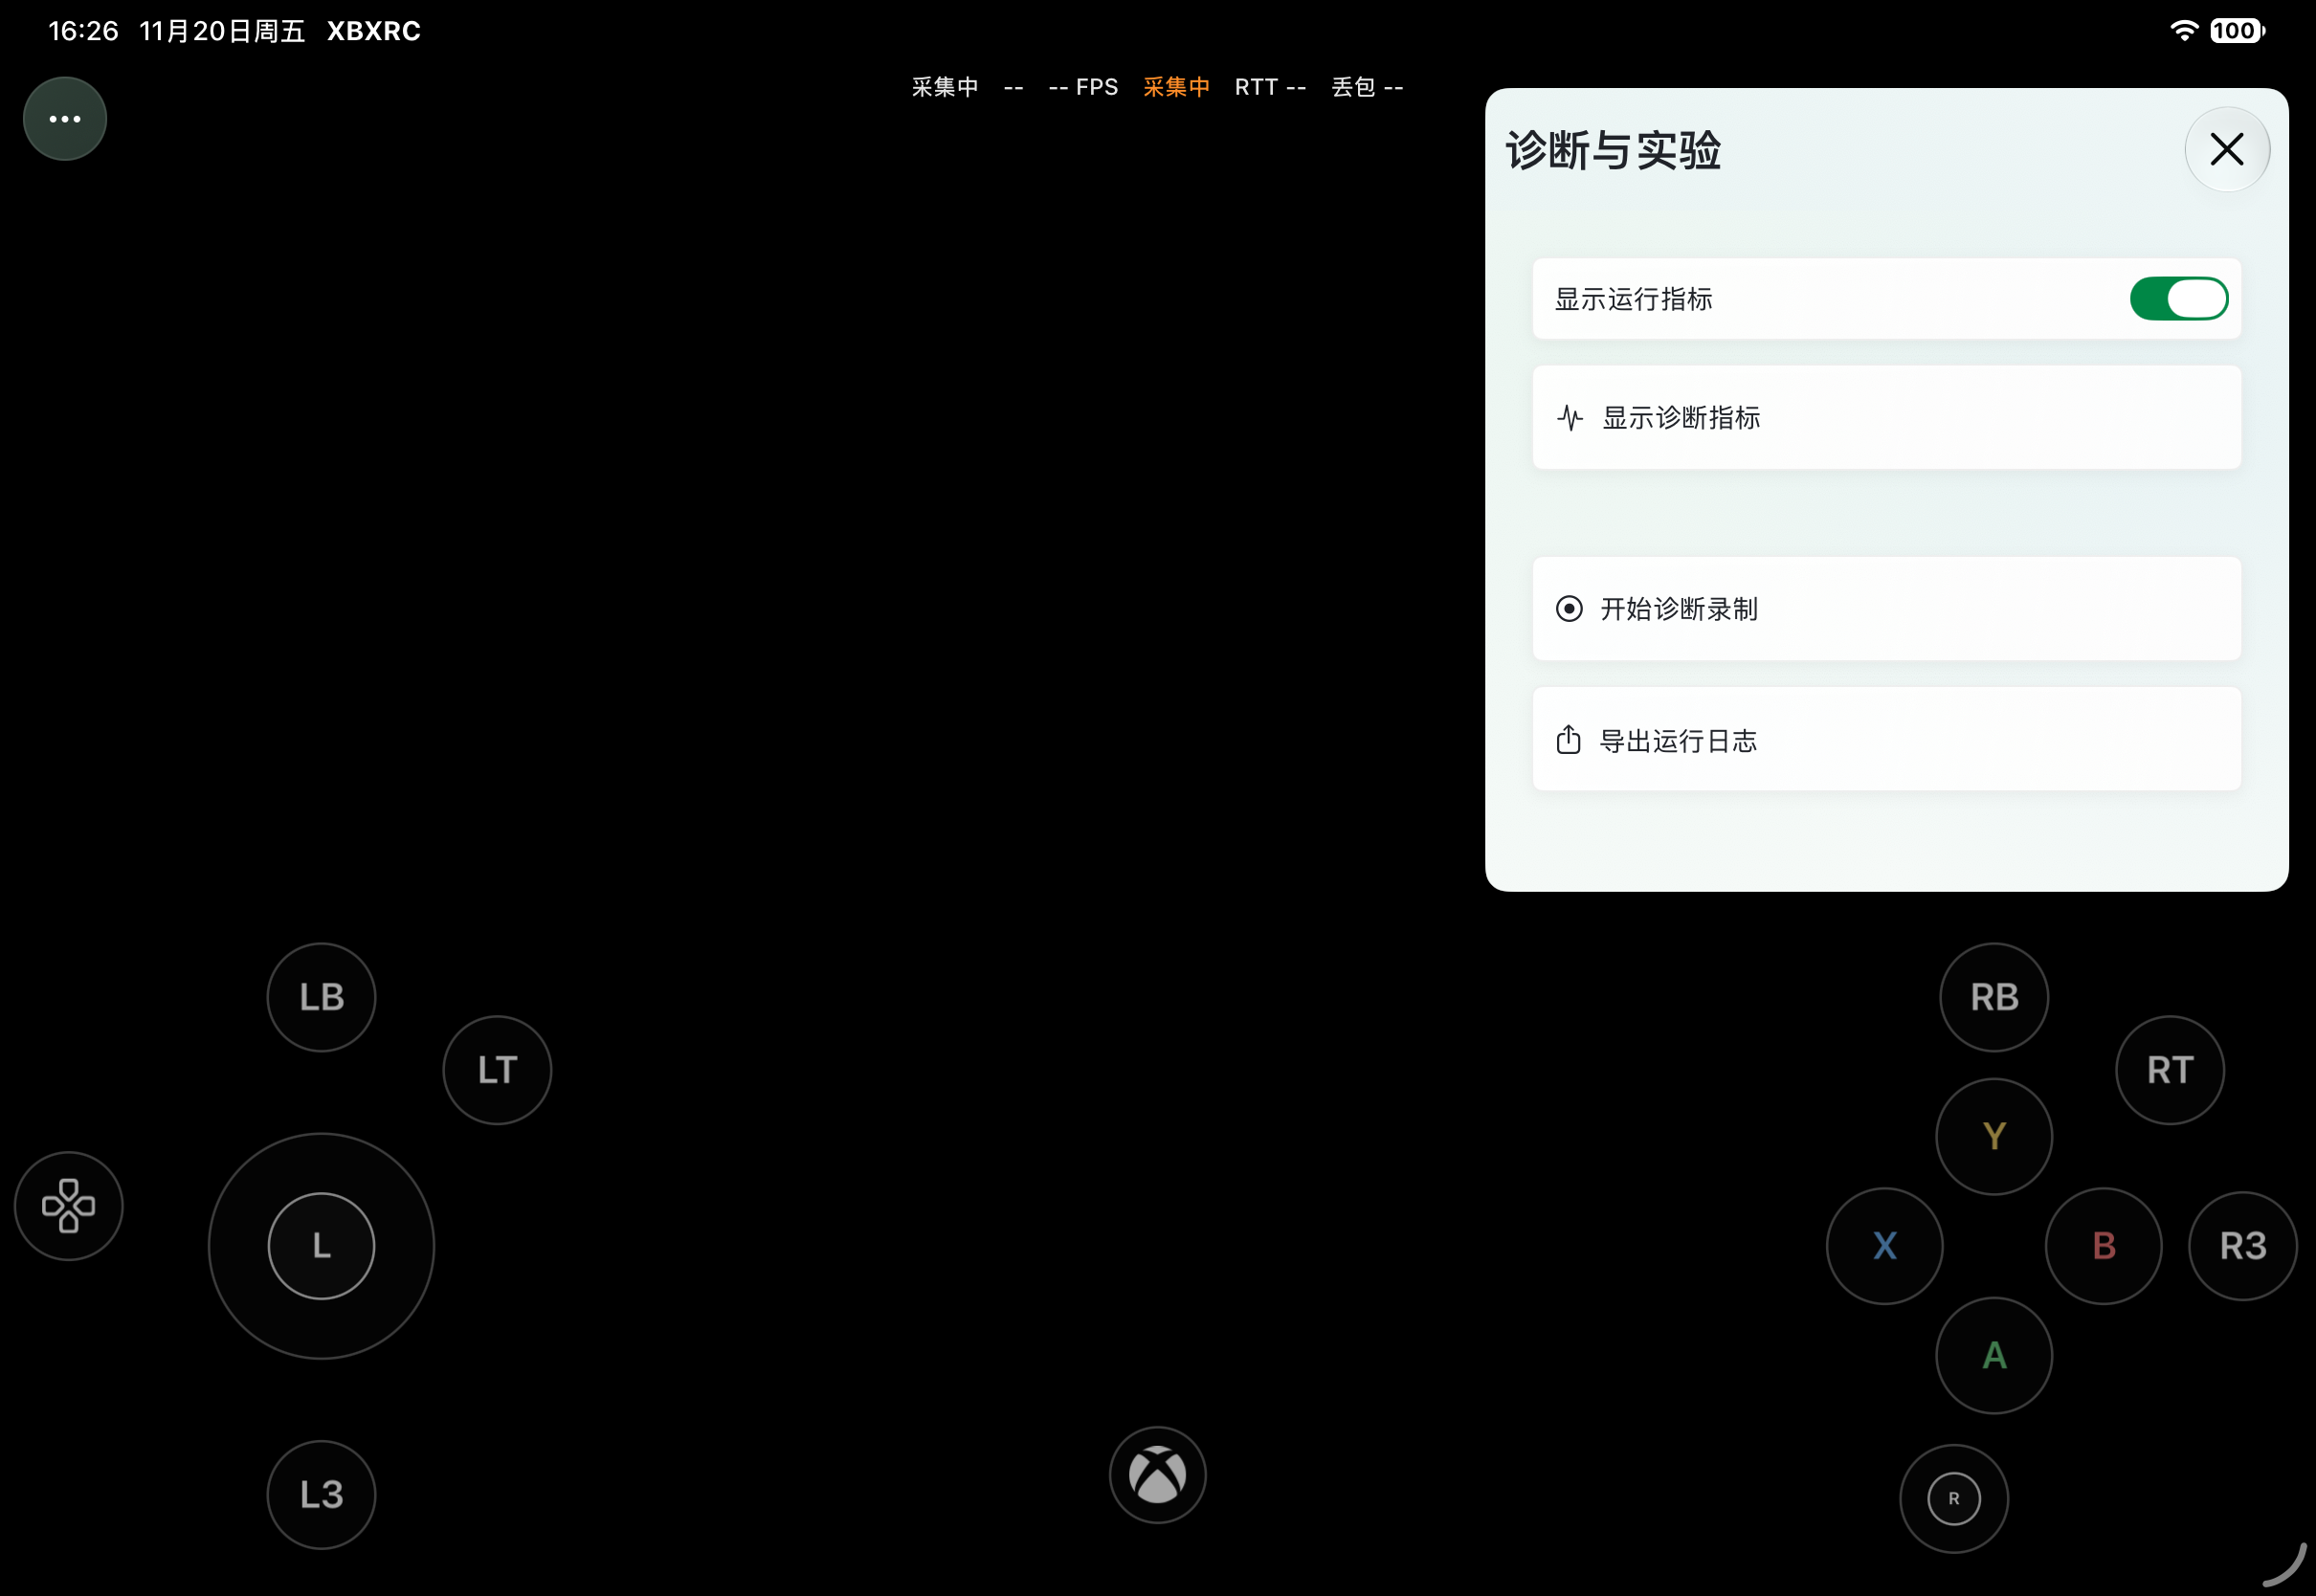 16:26 11月20日周五 XBXRC 100
采集中 -- -- FPS 采集中 RTT -- 丢包 --
诊断与实验
显示运行指标
显示诊断指标
开始诊断录制
导出运行日志
LB
RB
LT
RT
Y
L
X
B
R3
A
L3
R